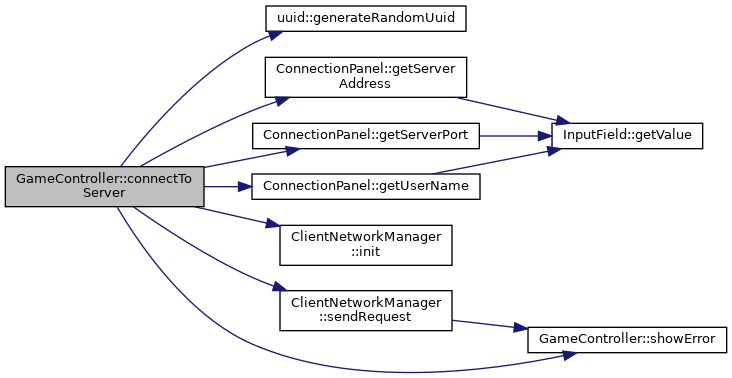 uuid::generateRandomUuid
ConnectionPanel::getServer
Address
ConnectionPanel::getServerPort
InputField::getValue
GameController::connectTo
Server
ConnectionPanel::getUserName
ClientNetworkManager
::init
ClientNetworkManager
::sendRequest
GameController::showError